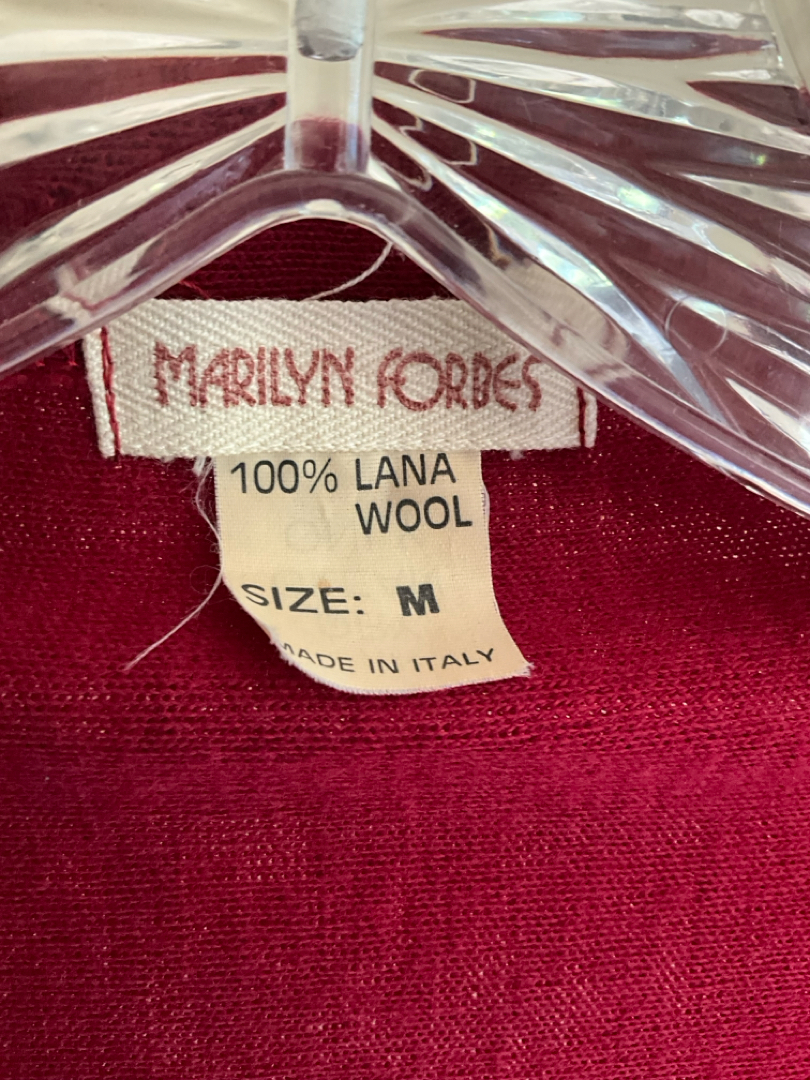 MARILYN FORBES
100% LANA
WOOL
SIZE: M
MADE IN ITALY